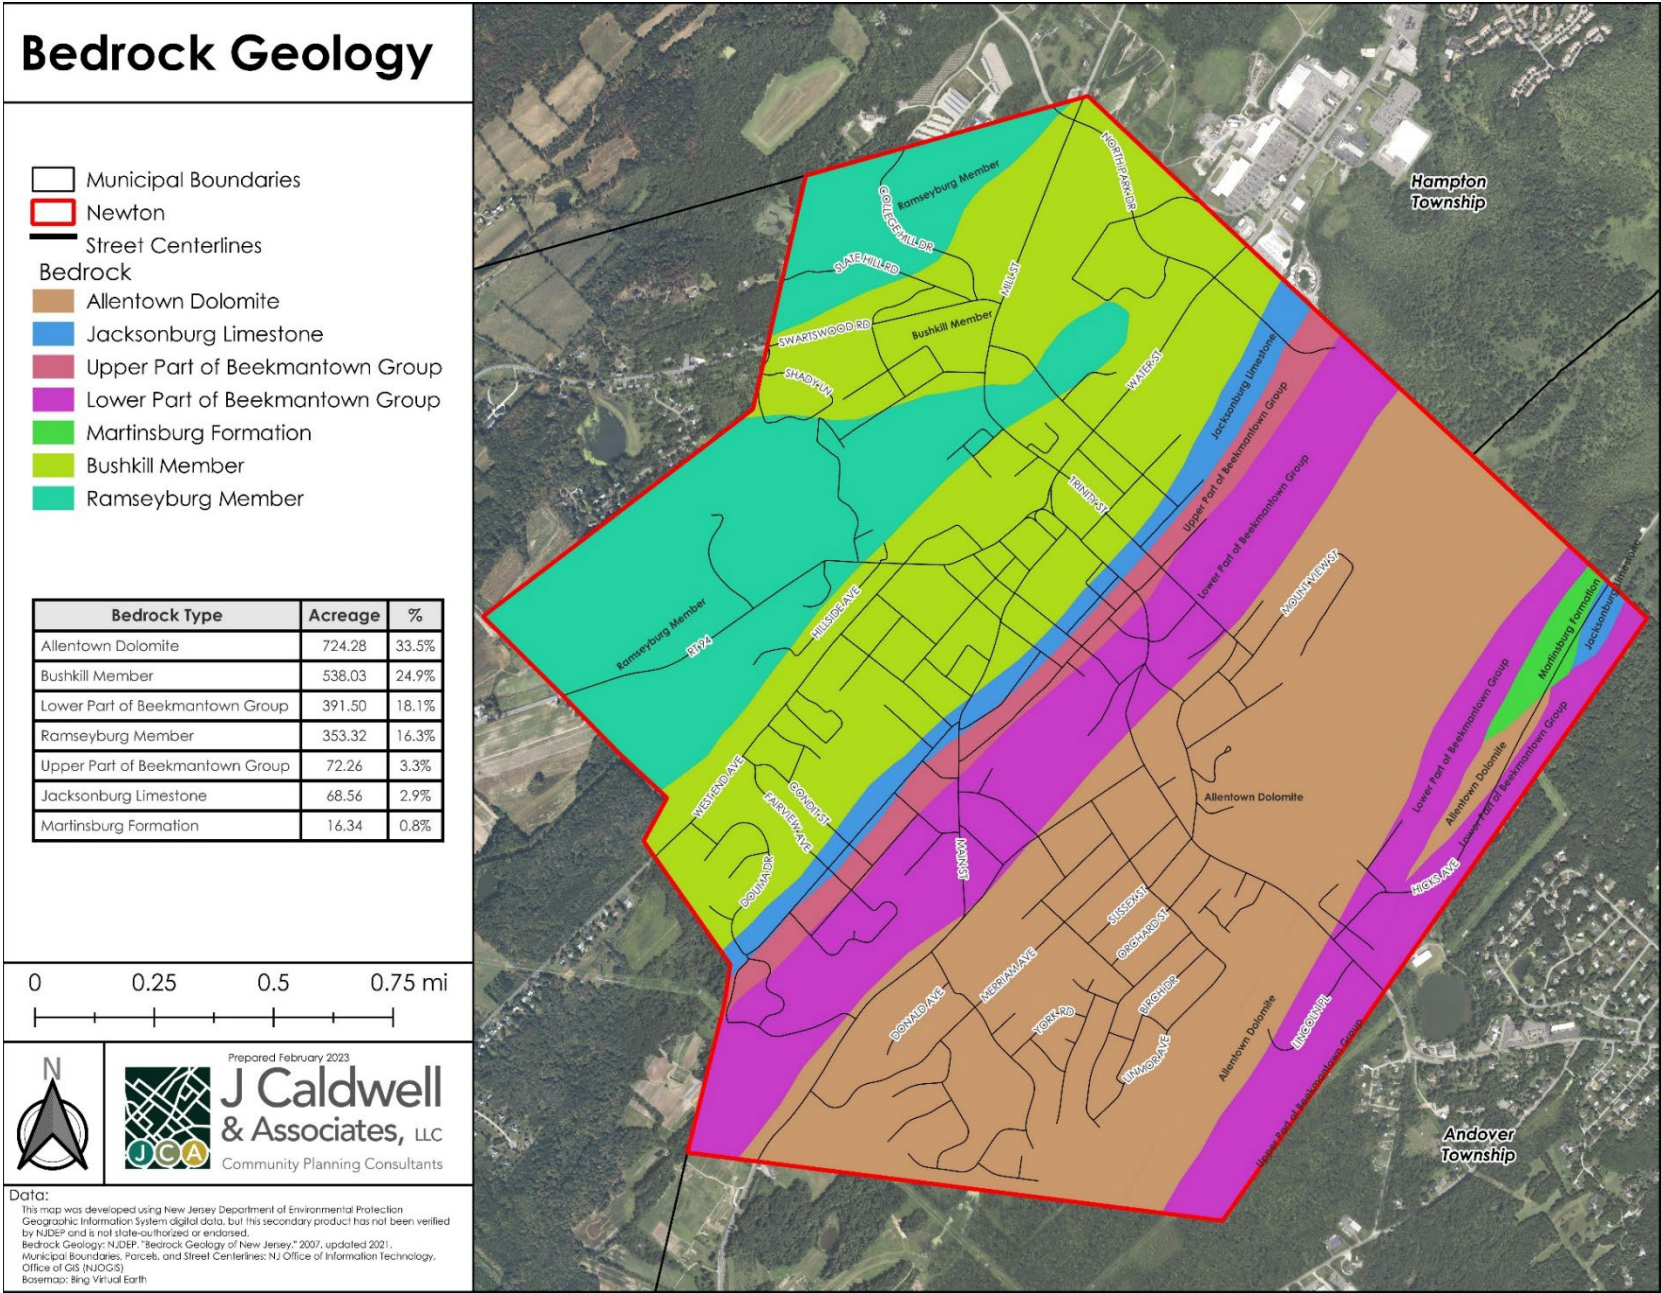 Bedrock Geology
Municipal Boundaries
Newton
Street Centerlines
Bedrock
Allentown Dolomite
Jacksonburg Limestone
Upper Part of Beekmantown Group
Lower Part of Beekmantown Group
Martinsburg Formation
Bushkill Member
Ramseyburg Member
Bedrock Type Acreage %
Allentown Dolomite 724.28 33.5%
Bushkill Member 538.03 24.9%
Lower Part of Beekmantown Group 391.50 18.1%
Ramseyburg Member 353.32 16.3%
Upper Part of Beekmantown Group 72.26 3.3%
Jacksonburg Limestone 68.56 2.9%
Martinsburg Formation 16.34 0.8%
0 0.25 0.5 0.75 mi
N
Prepared February 2023
J Caldwell
& Associates, LLC
JCA
Community Planning Consultants
Data:
This map was developed using New Jersey Department of Environmental Protection
Geographic Information System digital data, but this secondary product has not been verified
by NJDEP and is not state-authorized or endorsed.
Bedrock Geology: NJDEP, "Bedrock Geology of New Jersey," 2007, updated 2021.
Municipal Boundaries, Parcels, and Street Centerlines: NJ Office of Information Technology,
Office of GIS (NJOGIS)
Basemap: Bing Virtual Earth
Hampton
Township
NORTH PARK DR
Ramseyburg Member
COLLEGE HILL DR
SLATE HILL RD
MILL ST
SWARTSWOOD RD
Bushkill Member
SHADY LN
WATER ST
Jacksonburg Limestone
Upper Part of Beekmantown Group
Lower Part of Beekmantown Group
TRINITY ST
MOUNT VIEW ST
HILLSIDE AVE
Ramseyburg Member
RT 94
Martinsburg Formation
Jacksonburg Limestone
Lower Part of Beekmantown Group
Allentown Dolomite
Lower Part of Beekmantown Group
WEST END AVE
CONDIT ST
FAIRVIEW AVE
Allentown Dolomite
MAIN ST
DOUMA DR
HICKS AVE
SUSSEX ST
ORCHARD ST
MERRIAM AVE
DONALD AVE
YORK RD
BIRCH DR
LINMOR AVE
Allentown Dolomite
LINCOLN PL
Upper Part of Beekmantown Group
Andover
Township